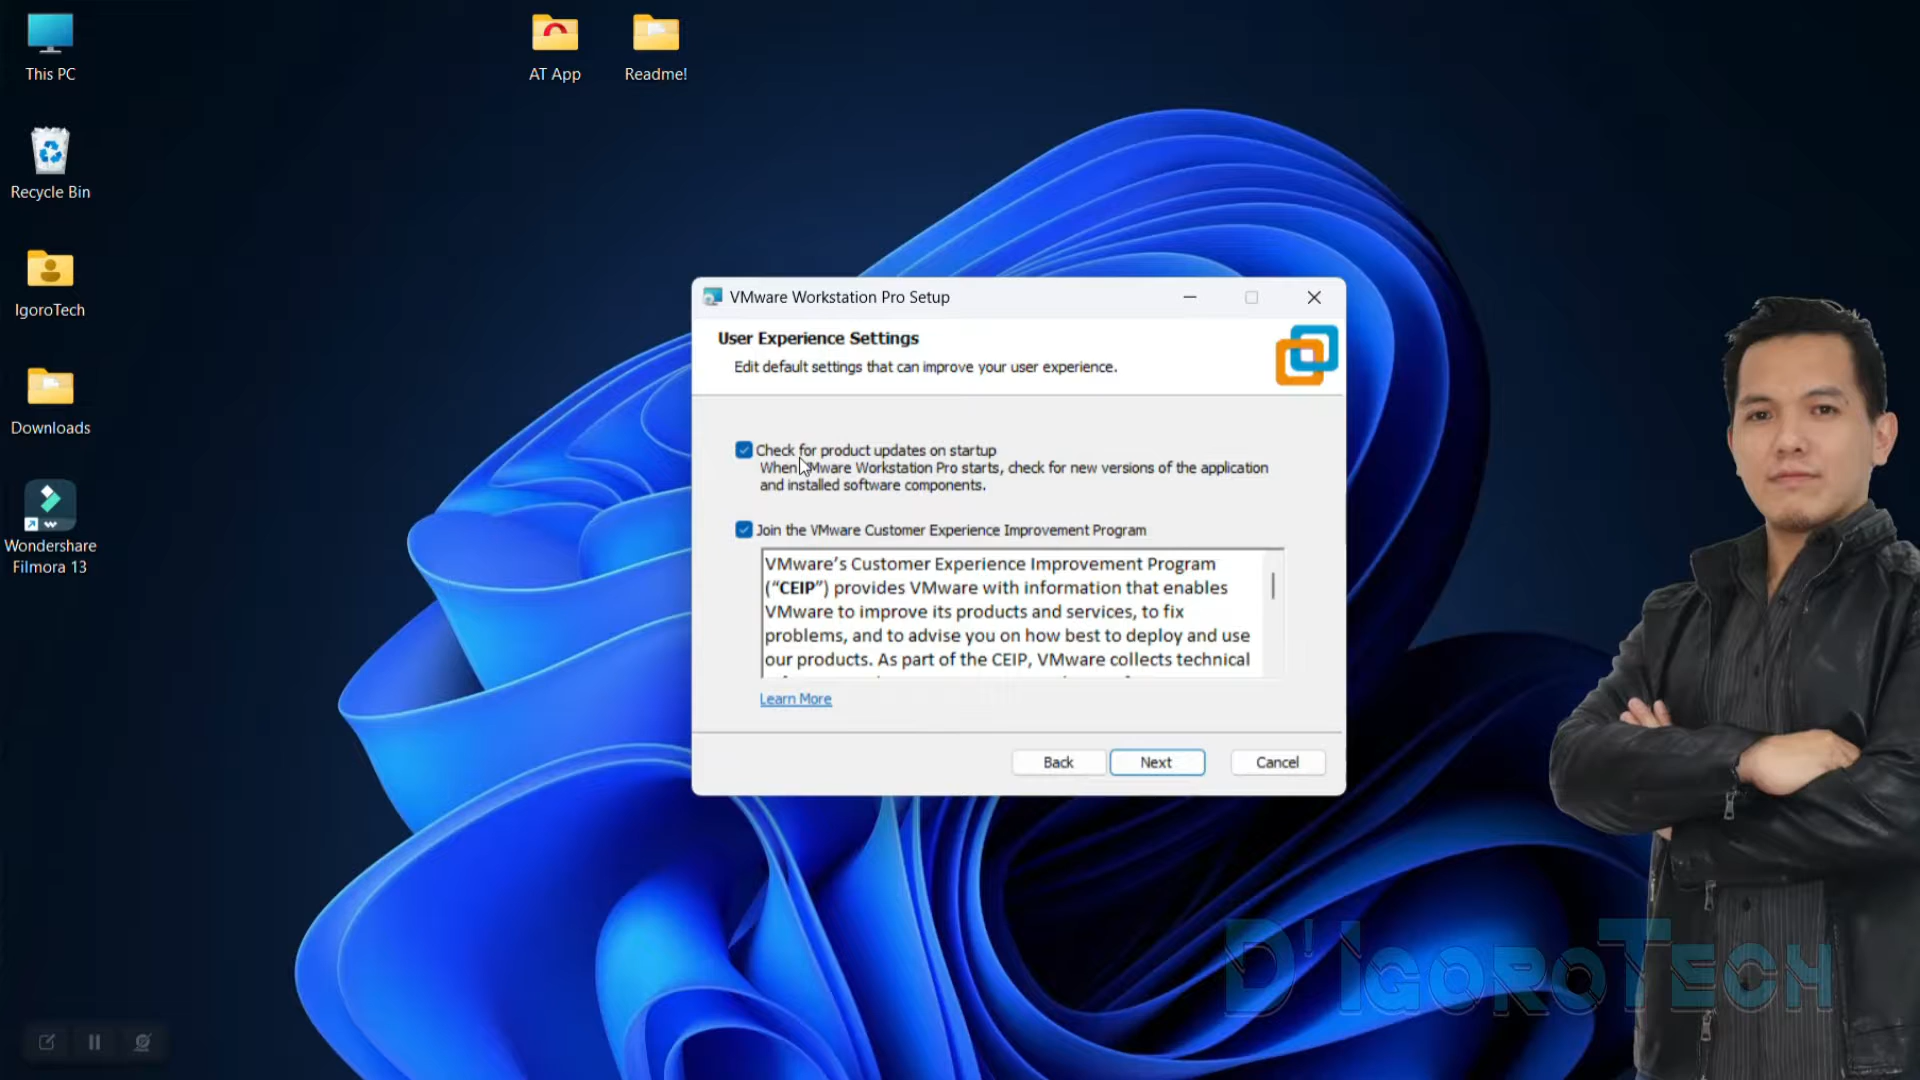 This PC
AT App
Readme!
Recycle Bin
IgoroTech
Downloads
Wondershare
Filmora 13
VMware Workstation Pro Setup
User Experience Settings
Edit default settings that can improve your user experience.
Check for product updates on startup
When VMware Workstation Pro starts, check for new versions of the application
and installed software components.
Join the VMware Customer Experience Improvement Program
VMware’s Customer Experience Improvement Program
(“CEIP”) provides VMware with information that enables
VMware to improve its products and services, to fix
problems, and to advise you on how best to deploy and use
our products. As part of the CEIP, VMware collects technical
Learn More
Back
Next
Cancel
D'IGOROTECH